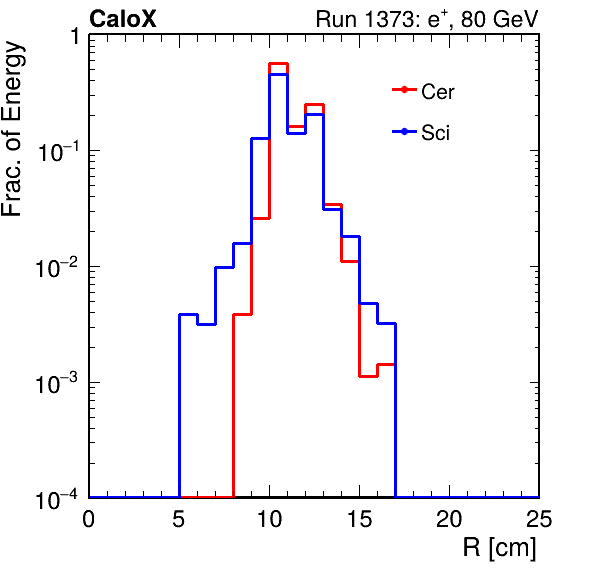 CaloX Run 1373: e⁺, 80 GeV
Frac. of Energy
1
10⁻¹
10⁻²
10⁻³
10⁻⁴
Cer
Sci
0 5 10 15 20 25
R [cm]